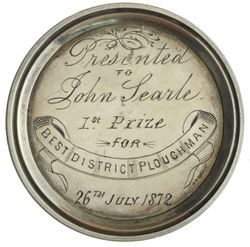 Presented
TO
John Searle.
1st Prize
FOR
BEST DISTRICT PLOUGHMAN
26TH JULY 1872